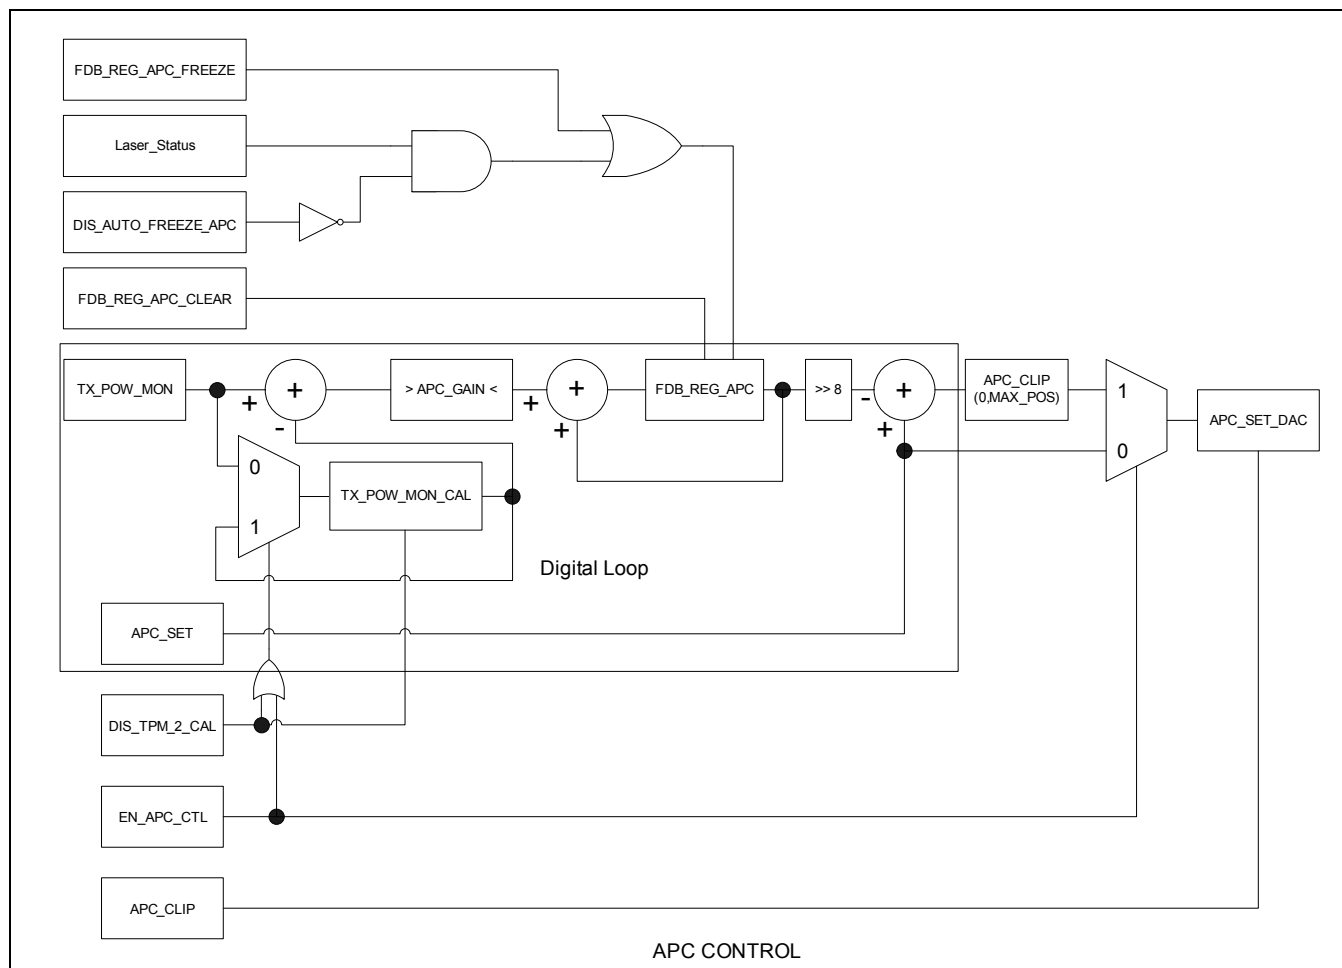 FDB_REG_APC_FREEZE
Laser_Status
DIS_AUTO_FREEZE_APC
FDB_REG_APC_CLEAR
TX_POW_MON
+
+
-
> APC_GAIN <
+
+
+
FDB_REG_APC
>> 8
-
+
+
APC_CLIP
(0,MAX_POS)
1
0
APC_SET_DAC
0
1
TX_POW_MON_CAL
Digital Loop
APC_SET
DIS_TPM_2_CAL
EN_APC_CTL
APC_CLIP
APC CONTROL